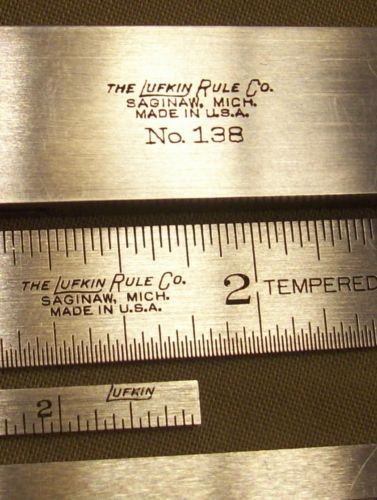 THE LUFKIN RULE CO.
SAGINAW, MICH.
MADE IN U.S.A.
No. 138
THE LUFKIN RULE CO.
SAGINAW, MICH.
MADE IN U.S.A.
2 TEMPERED
LUFKIN
2